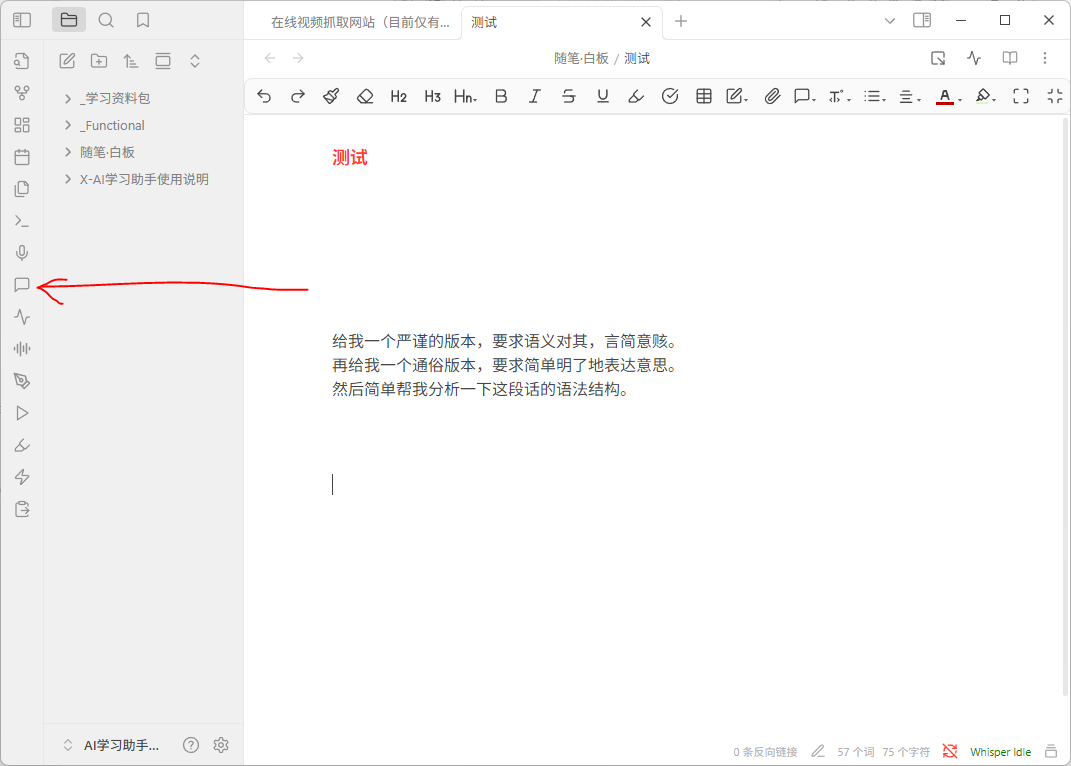 在线视频抓取网站（目前仅有...
测试
随笔·白板 / 测试
H2 H3 Hn B I S U A
_学习资料包
_Functional
随笔·白板
X-AI学习助手使用说明
测试
给我一个严谨的版本，要求语义对其，言简意赅。
再给我一个通俗版本，要求简单明了地表达意思。
然后简单帮我分析一下这段话的语法结构。
AI学习助手...
0 条反向链接 57 个词 75 个字符 Whisper Idle